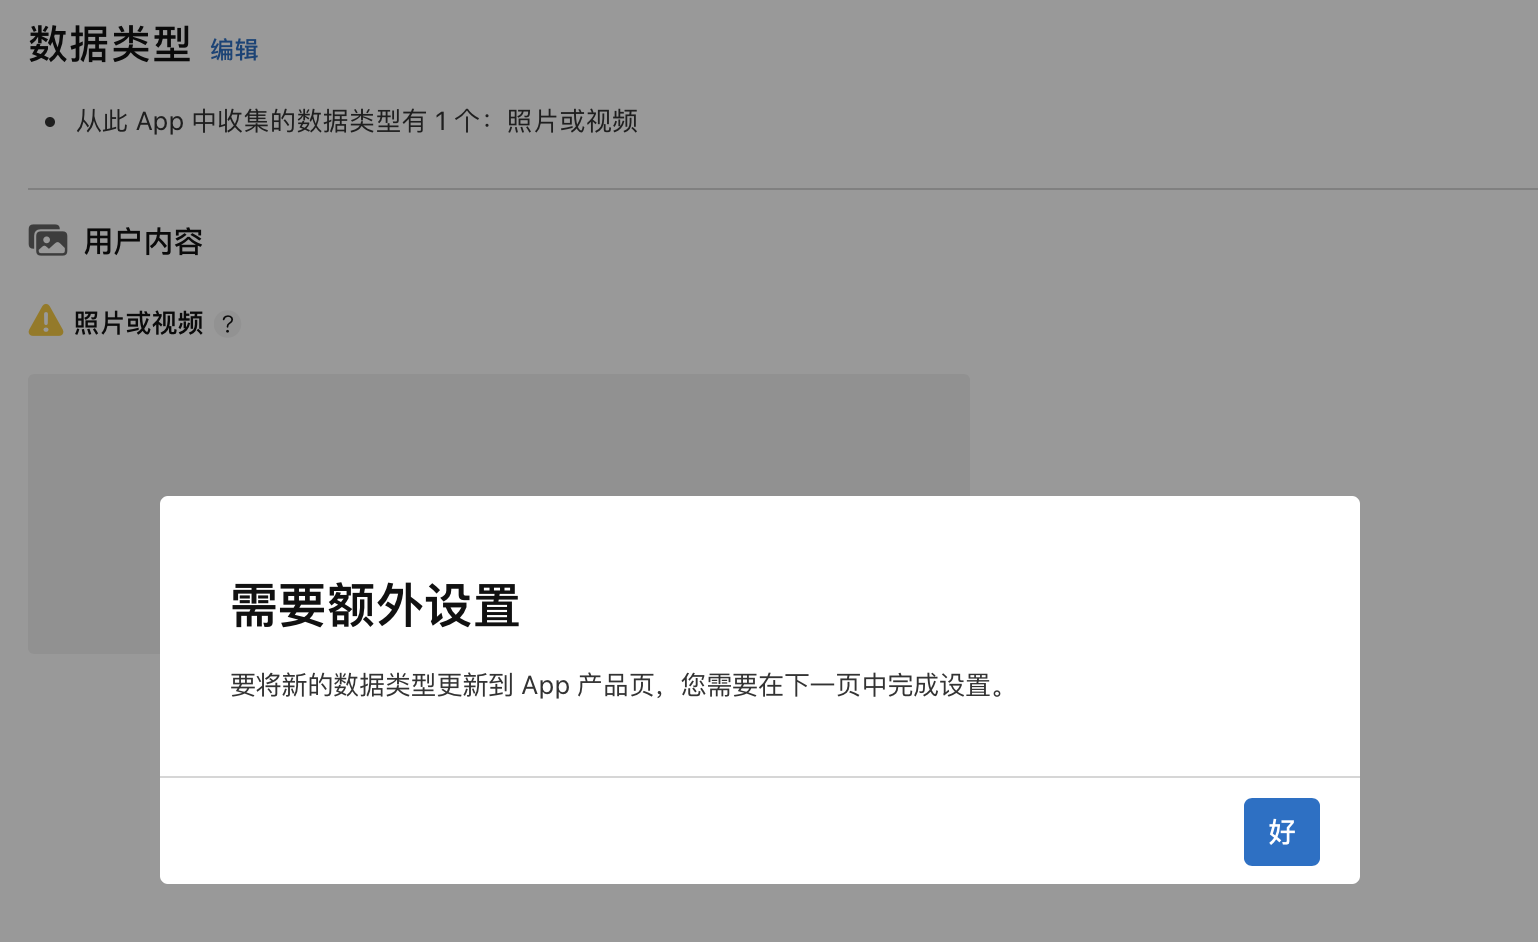 数据类型 编辑
• 从此 App 中收集的数据类型有 1 个：照片或视频
用户内容
照片或视频 ?
需要额外设置
要将新的数据类型更新到 App 产品页，您需要在下一页中完成设置。
好